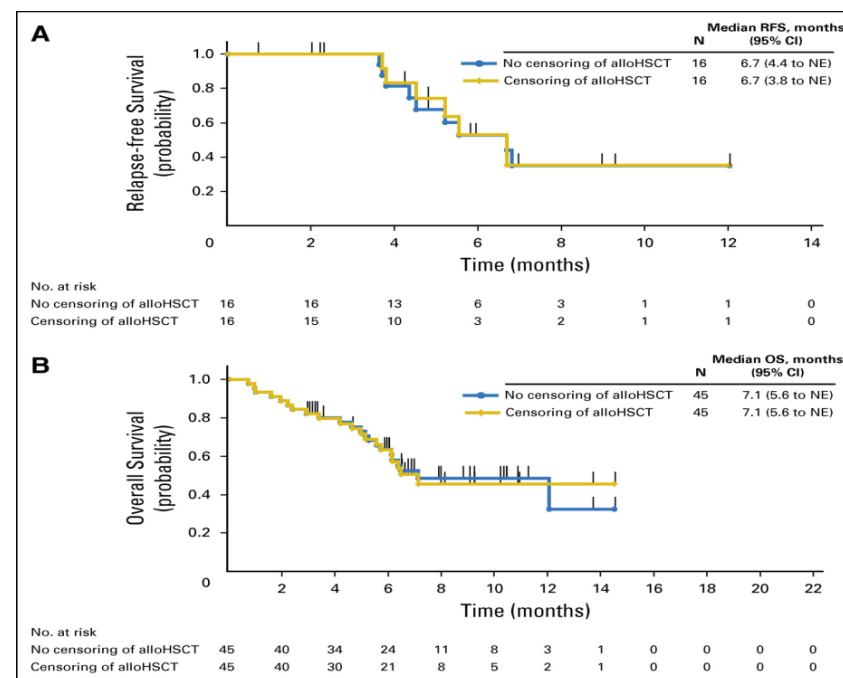 A
Median RFS, months
N (95% CI)
No censoring of alloHSCT 16 6.7 (4.4 to NE)
Censoring of alloHSCT 16 6.7 (3.8 to NE)
Relapse-free Survival
(probability)
1.0
0.8
0.6
0.4
0.2
0 2 4 6 8 10 12 14
Time (months)
No. at risk
No censoring of alloHSCT 16 16 13 6 3 1 1 0
Censoring of alloHSCT 16 15 10 3 2 1 1 0
B
Median OS, months
N (95% CI)
No censoring of alloHSCT 45 7.1 (5.6 to NE)
Censoring of alloHSCT 45 7.1 (5.6 to NE)
Overall Survival
(probability)
1.0
0.8
0.6
0.4
0.2
0 2 4 6 8 10 12 14 16 18 20 22
Time (months)
No. at risk
No censoring of alloHSCT 45 40 34 24 11 8 3 1 0 0 0 0
Censoring of alloHSCT 45 40 30 21 8 5 2 1 0 0 0 0